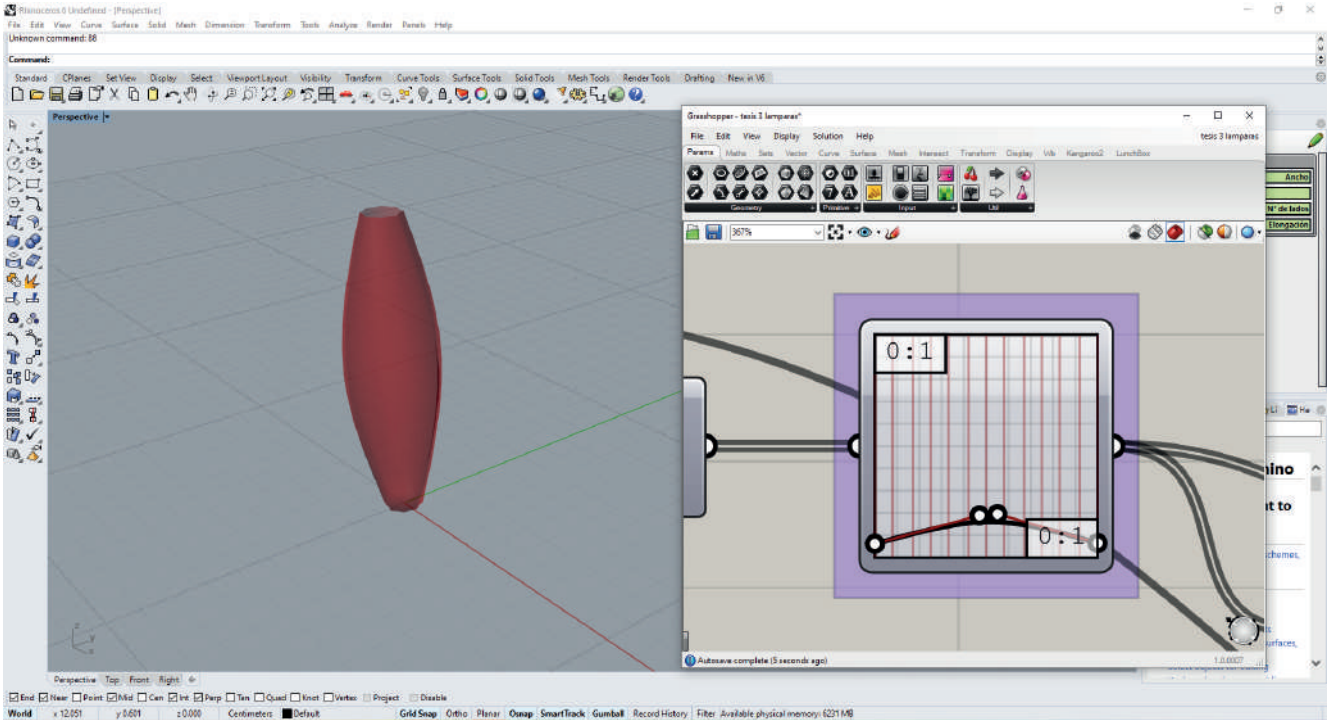 Rhinoceros 6 Undefined - [Perspective]
File Edit View Curve Surface Solid Mesh Dimension Transform Tools Analyze Render Panels Help
Unknown command: 88
Command:
Standard CPlanes Set View Display Select Viewport Layout Visibility Transform Curve Tools Surface Tools Solid Tools Mesh Tools Render Tools Drafting New in V6
Perspective
Grasshopper - tesis 3 lamparas*
File Edit View Display Solution Help
tesis 3 lamparas
Params Maths Sets Vector Curve Surface Mesh Intersect Transform Display Wb Kangaroo2 LunchBox
Geometry Primitive Input Util
367%
Ancho
N° de lados
Elongación
0:1
0:1
hino
t to
chemes,
urfaces,
Autosave complete (5 seconds ago)
1.0.0007
z
y
x
Perspective Top Front Right
End Near Point Mid Cen Int Perp Tan Quad Knot Vertex Project Disable
World x 12.051 y 0.601 z 0.000 Centimeters Default Grid Snap Ortho Planar Osnap SmartTrack Gumball Record History Filter Available physical memory: 6231 MB